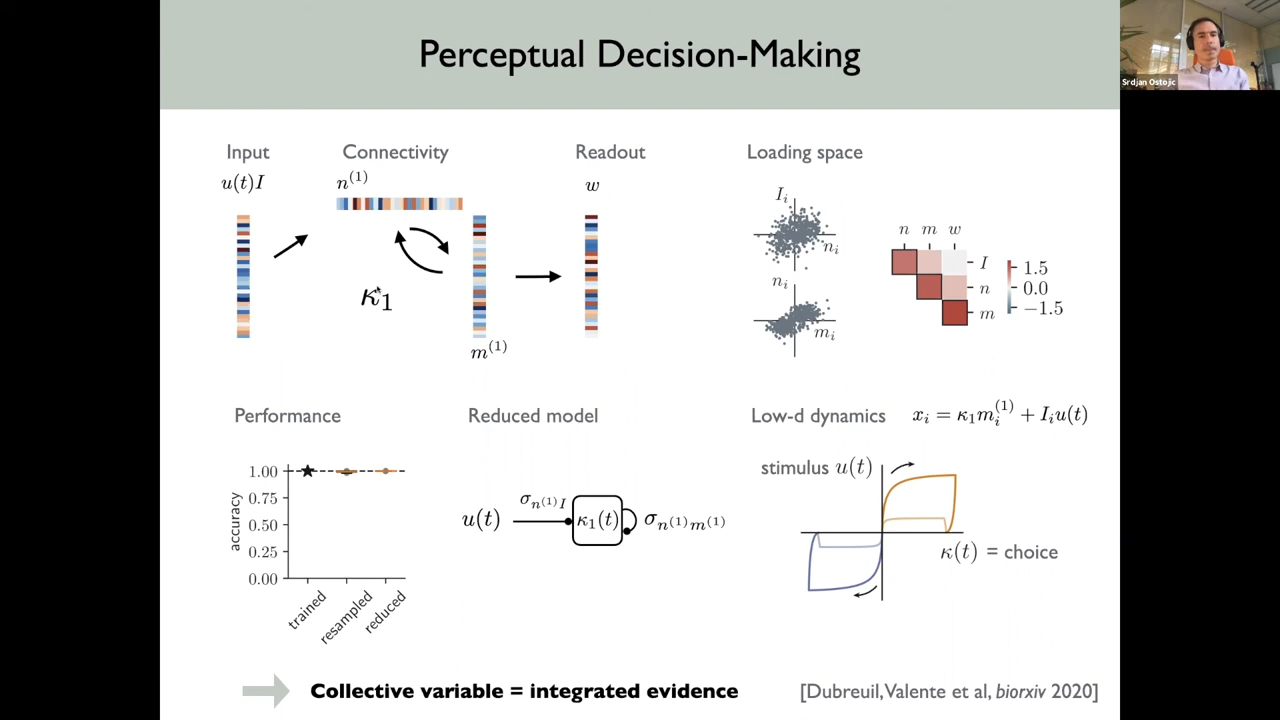 Perceptual Decision-Making
Srdjan Ostojic
Input
Connectivity
Readout
Loading space
u(t)I
n^{(1)}
w
κ_1
m^{(1)}
I_i
n_i
n_i
m_i
n m w
I
n
m
1.5
0.0
−1.5
Performance
Reduced model
Low-d dynamics
x_i = κ_1 m_i^{(1)} + I_i u(t)
accuracy
1.00
0.75
0.50
0.25
0.00
trained
resampled
reduced
u(t)
σ_{n^{(1)}I}
κ_1(t)
σ_{n^{(1)}m^{(1)}}
stimulus u(t)
κ(t) = choice
Collective variable = integrated evidence
[Dubreuil, Valente et al, biorxiv 2020]